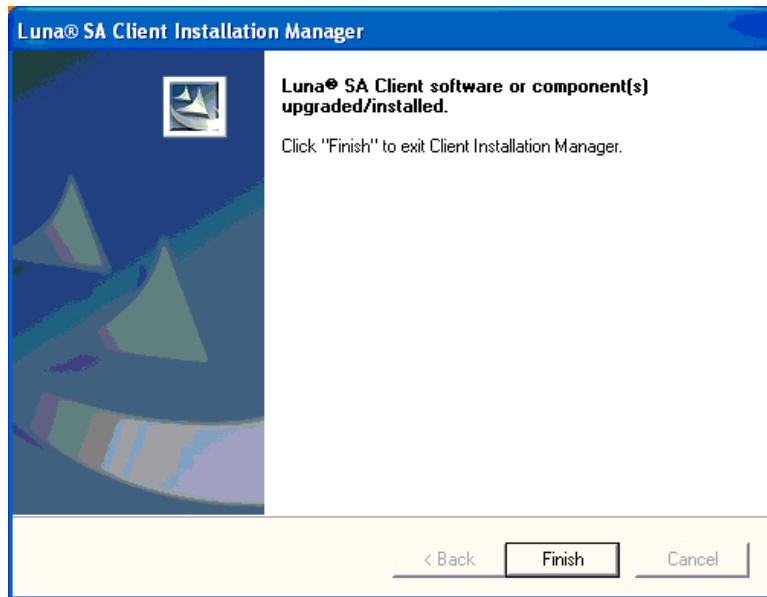 Luna® SA Client Installation Manager
Luna® SA Client software or component(s)
upgraded/installed.
Click "Finish" to exit Client Installation Manager.
< Back Finish Cancel